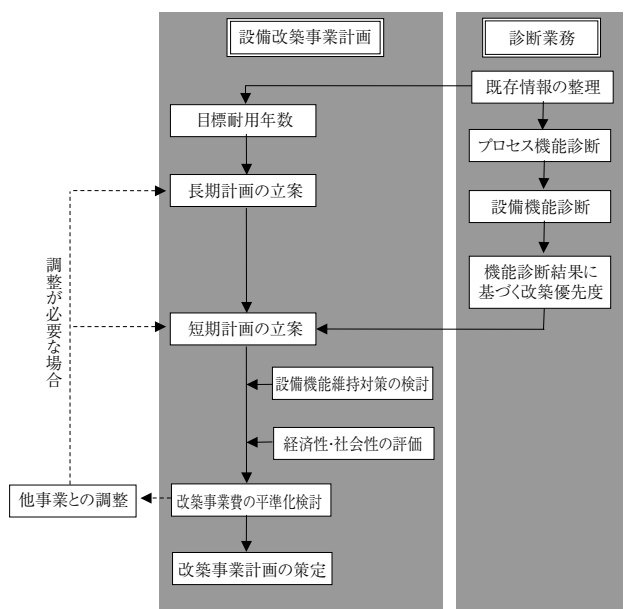 設備改築事業計画
診断業務
既存情報の整理
目標耐用年数
プロセス機能診断
長期計画の立案
設備機能診断
機能診断結果に
基づく改築優先度
調整が必要な場合
短期計画の立案
設備機能維持対策の検討
経済性・社会性の評価
他事業との調整
改築事業費の平準化検討
改築事業計画の策定